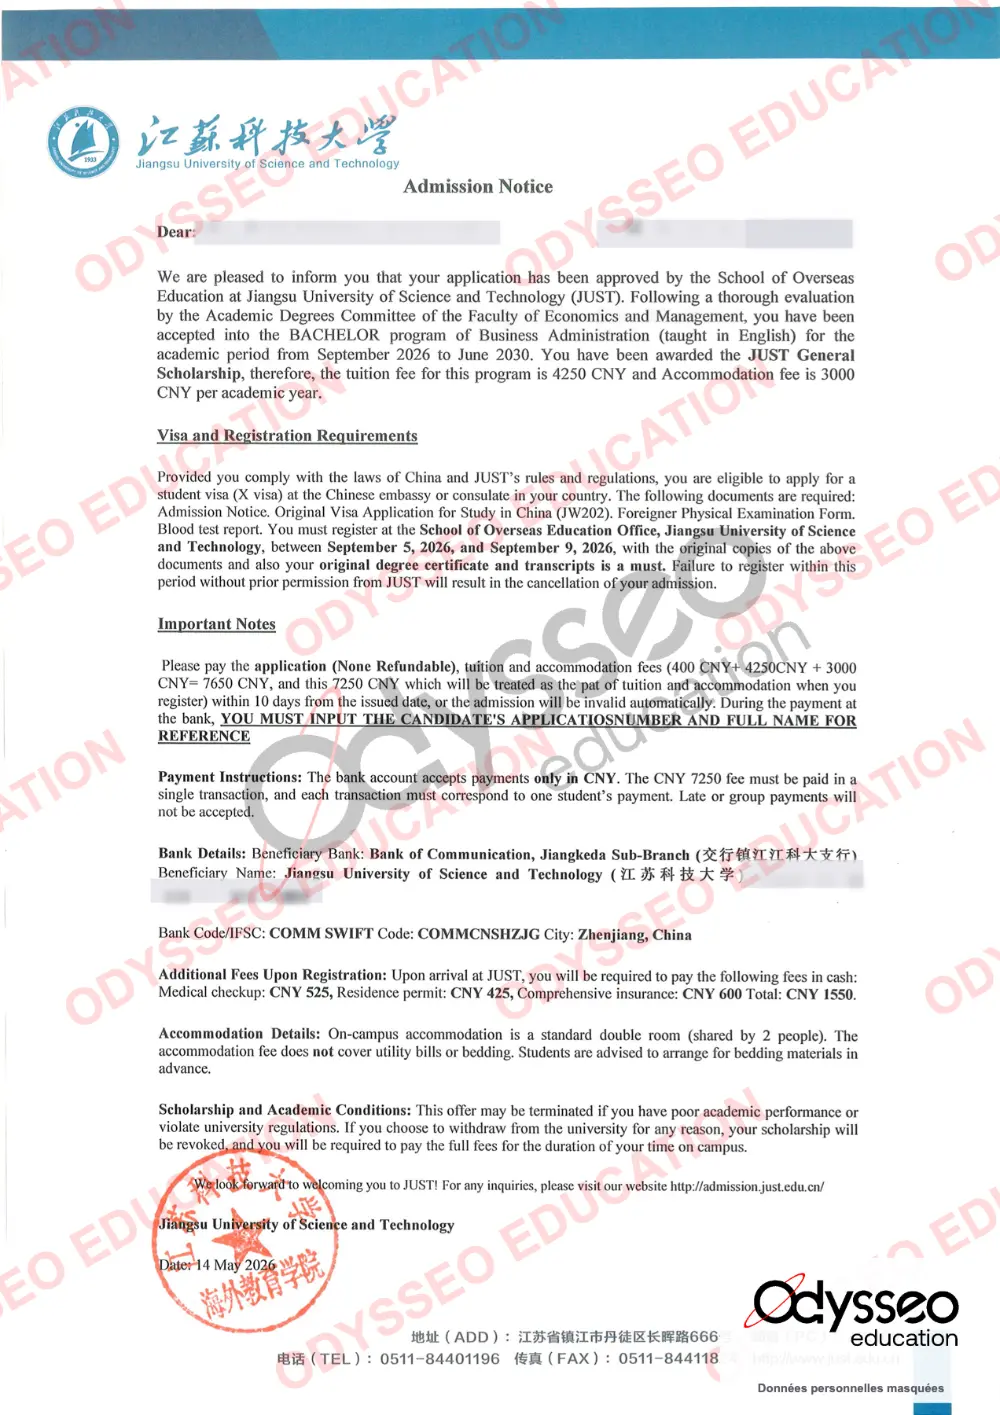 江蘇科技大學
Jiangsu University of Science and Technology
1933
Admission Notice
Dear:
We are pleased to inform you that your application has been approved by the School of Overseas
Education at Jiangsu University of Science and Technology (JUST). Following a thorough evaluation
by the Academic Degrees Committee of the Faculty of Economics and Management, you have been
accepted into the BACHELOR program of Business Administration (taught in English) for the
academic period from September 2026 to June 2030. You have been awarded the JUST General
Scholarship, therefore, the tuition fee for this program is 4250 CNY and Accommodation fee is 3000
CNY per academic year.
Visa and Registration Requirements
Provided you comply with the laws of China and JUST's rules and regulations, you are eligible to apply for a
student visa (X visa) at the Chinese embassy or consulate in your country. The following documents are required:
Admission Notice. Original Visa Application for Study in China (JW202). Foreigner Physical Examination Form.
Blood test report. You must register at the School of Overseas Education Office, Jiangsu University of Science
and Technology, between September 5, 2026, and September 9, 2026, with the original copies of the above
documents and also your original degree certificate and transcripts is a must. Failure to register within this
period without prior permission from JUST will result in the cancellation of your admission.
Important Notes
Please pay the application (None Refundable), tuition and accommodation fees (400 CNY+ 4250CNY + 3000
CNY= 7650 CNY, and this 7250 CNY which will be treated as the pat of tuition and accommodation when you
register) within 10 days from the issued date, or the admission will be invalid automatically. During the payment at
the bank, YOU MUST INPUT THE CANDIDATE'S APPLICATIOSNUMBER AND FULL NAME FOR
REFERENCE
Payment Instructions: The bank account accepts payments only in CNY. The CNY 7250 fee must be paid in a
single transaction, and each transaction must correspond to one student's payment. Late or group payments will
not be accepted.
Bank Details: Beneficiary Bank: Bank of Communication, Jiangkeda Sub-Branch (交行镇江江科大支行)
Beneficiary Name: Jiangsu University of Science and Technology (江苏科技大学)
Bank Code/IFSC: COMM SWIFT Code: COMMCNSHZJG City: Zhenjiang, China
Additional Fees Upon Registration: Upon arrival at JUST, you will be required to pay the following fees in cash:
Medical checkup: CNY 525, Residence permit: CNY 425, Comprehensive insurance: CNY 600 Total: CNY 1550.
Accommodation Details: On-campus accommodation is a standard double room (shared by 2 people). The
accommodation fee does not cover utility bills or bedding. Students are advised to arrange for bedding materials in
advance.
Scholarship and Academic Conditions: This offer may be terminated if you have poor academic performance or
violate university regulations. If you choose to withdraw from the university for any reason, your scholarship will
be revoked, and you will be required to pay the full fees for the duration of your time on campus.
We look forward to welcoming you to JUST! For any inquiries, please visit our website http://admission.just.edu.cn/
Jiangsu University of Science and Technology
Date: 14 May 2026
江苏科技大学
海外教育学院
地址（ADD）：江苏省镇江市丹徒区长晖路666
电话（TEL）：0511-84401196 传真（FAX）：0511-844118
Odysseo
education
Données personnelles masquées
Odysseo
education
ODYSSEO EDUCATION